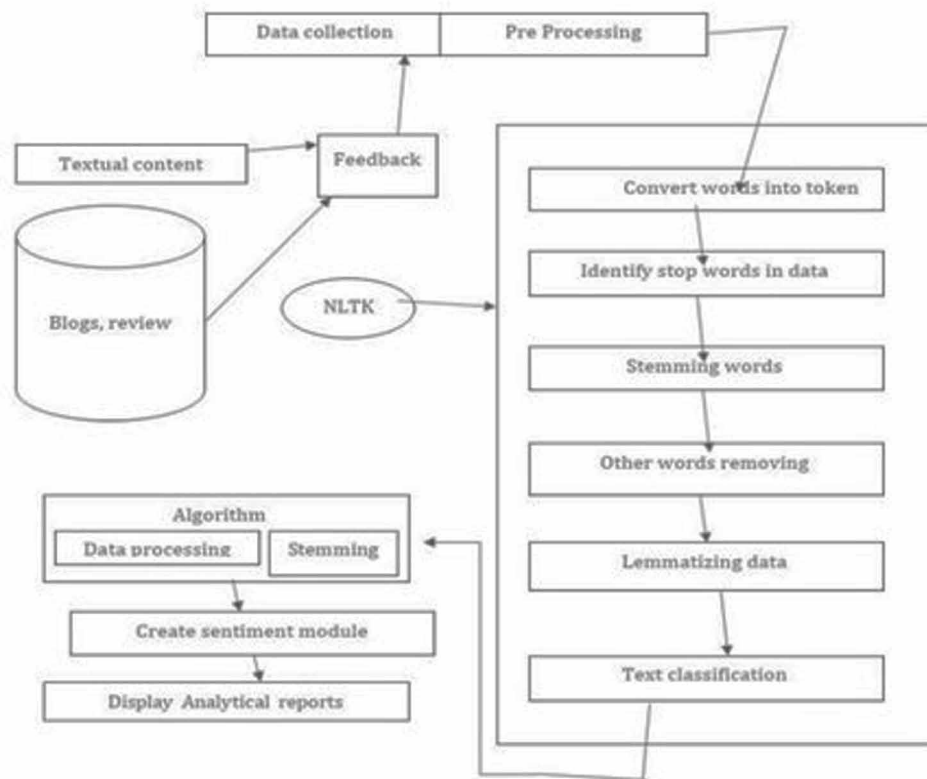 Data collection
Pre Processing
Textual content
Feedback
Blogs, review
NLTK
Convert words into token
Identify stop words in data
Stemming words
Other words removing
Lemmatizing data
Text classification
Algorithm
Data processing
Stemming
Create sentiment module
Display Analytical reports